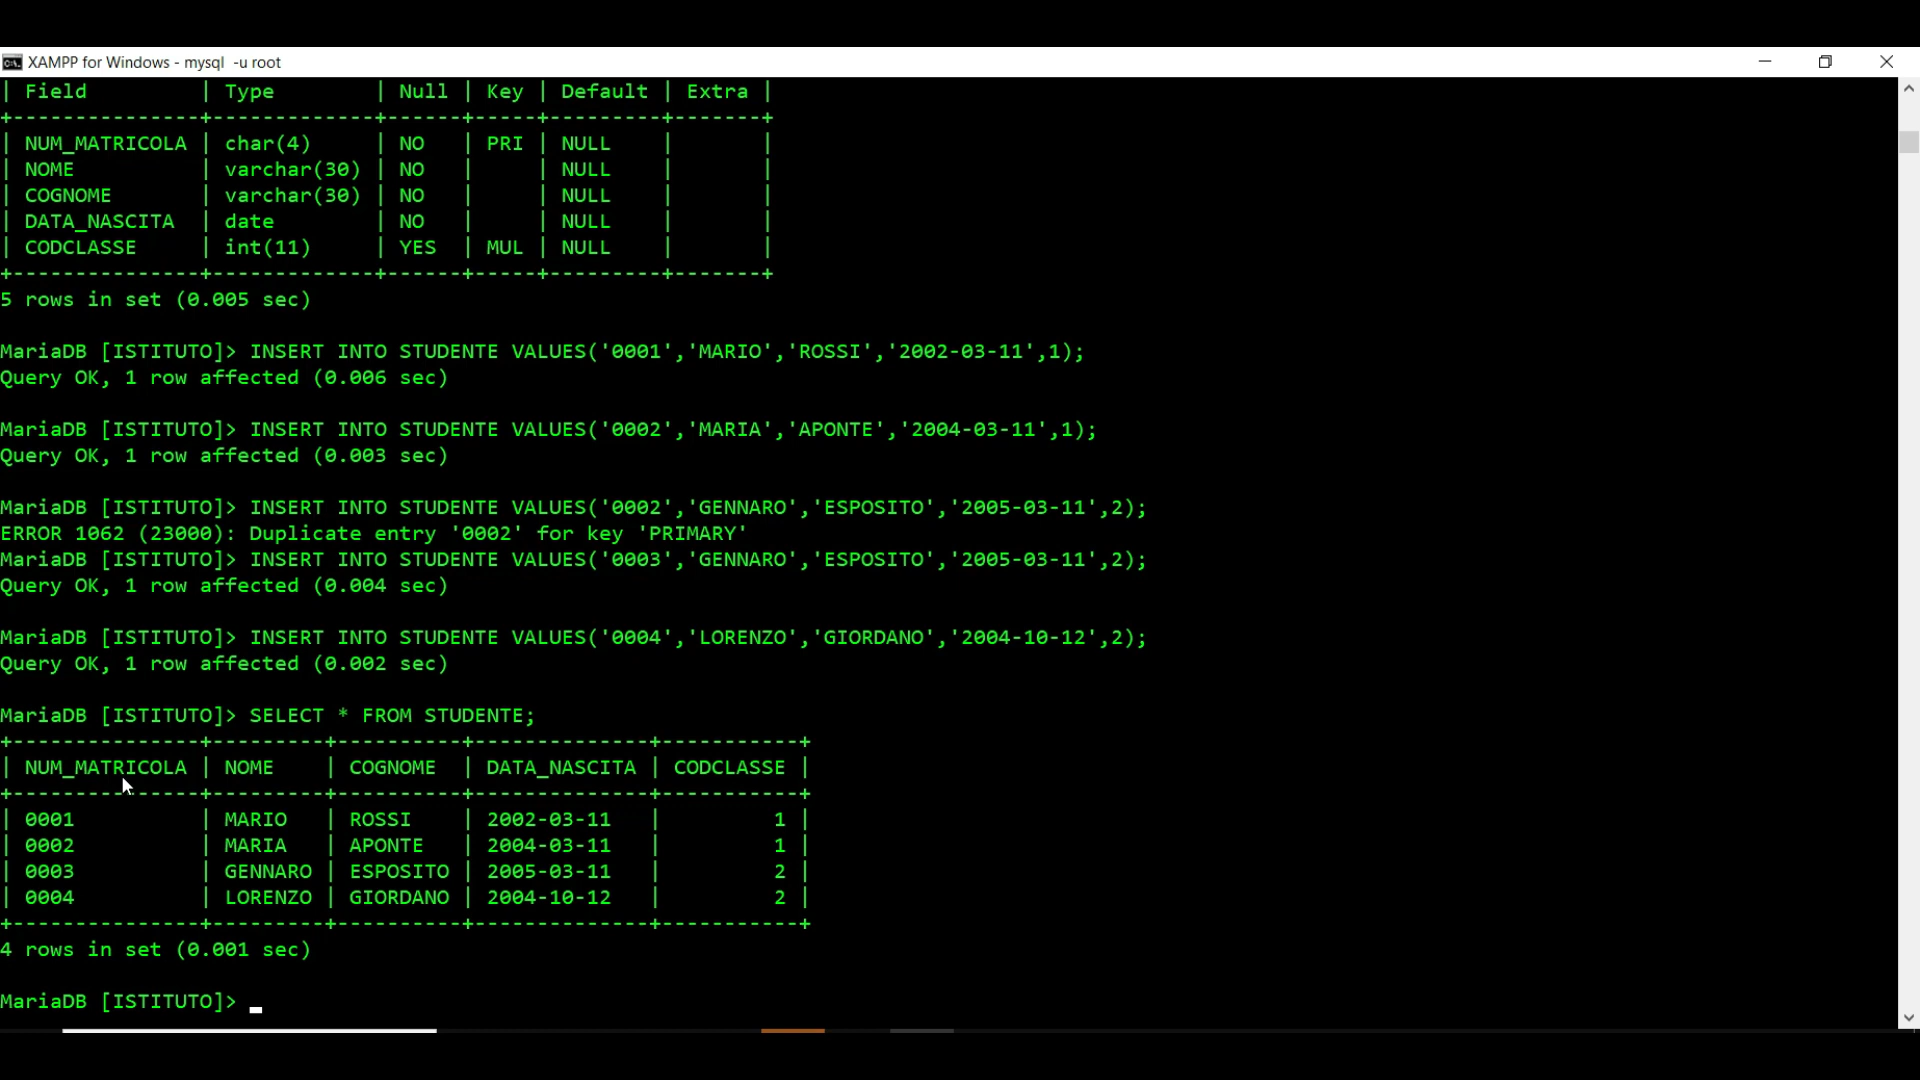 XAMPP for Windows - mysql  -u root
| Field         | Type        | Null | Key | Default | Extra |
+---------------+-------------+------+-----+---------+-------+
| NUM_MATRICOLA | char(4)     | NO   | PRI | NULL    |       |
| NOME          | varchar(30) | NO   |     | NULL    |       |
| COGNOME       | varchar(30) | NO   |     | NULL    |       |
| DATA_NASCITA  | date        | NO   |     | NULL    |       |
| CODCLASSE     | int(11)     | YES  | MUL | NULL    |       |
+---------------+-------------+------+-----+---------+-------+
5 rows in set (0.005 sec)
MariaDB [ISTITUTO]> INSERT INTO STUDENTE VALUES('0001','MARIO','ROSSI','2002-03-11',1);
Query OK, 1 row affected (0.006 sec)
MariaDB [ISTITUTO]> INSERT INTO STUDENTE VALUES('0002','MARIA','APONTE','2004-03-11',1);
Query OK, 1 row affected (0.003 sec)
MariaDB [ISTITUTO]> INSERT INTO STUDENTE VALUES('0002','GENNARO','ESPOSITO','2005-03-11',2);
ERROR 1062 (23000): Duplicate entry '0002' for key 'PRIMARY'
MariaDB [ISTITUTO]> INSERT INTO STUDENTE VALUES('0003','GENNARO','ESPOSITO','2005-03-11',2);
Query OK, 1 row affected (0.004 sec)
MariaDB [ISTITUTO]> INSERT INTO STUDENTE VALUES('0004','LORENZO','GIORDANO','2004-10-12',2);
Query OK, 1 row affected (0.002 sec)
MariaDB [ISTITUTO]> SELECT * FROM STUDENTE;
+---------------+---------+----------+--------------+-----------+
| NUM_MATRICOLA | NOME    | COGNOME  | DATA_NASCITA | CODCLASSE |
+---------------+---------+----------+--------------+-----------+
| 0001          | MARIO   | ROSSI    | 2002-03-11   |         1 |
| 0002          | MARIA   | APONTE   | 2004-03-11   |         1 |
| 0003          | GENNARO | ESPOSITO | 2005-03-11   |         2 |
| 0004          | LORENZO | GIORDANO | 2004-10-12   |         2 |
+---------------+---------+----------+--------------+-----------+
4 rows in set (0.001 sec)
MariaDB [ISTITUTO]> _